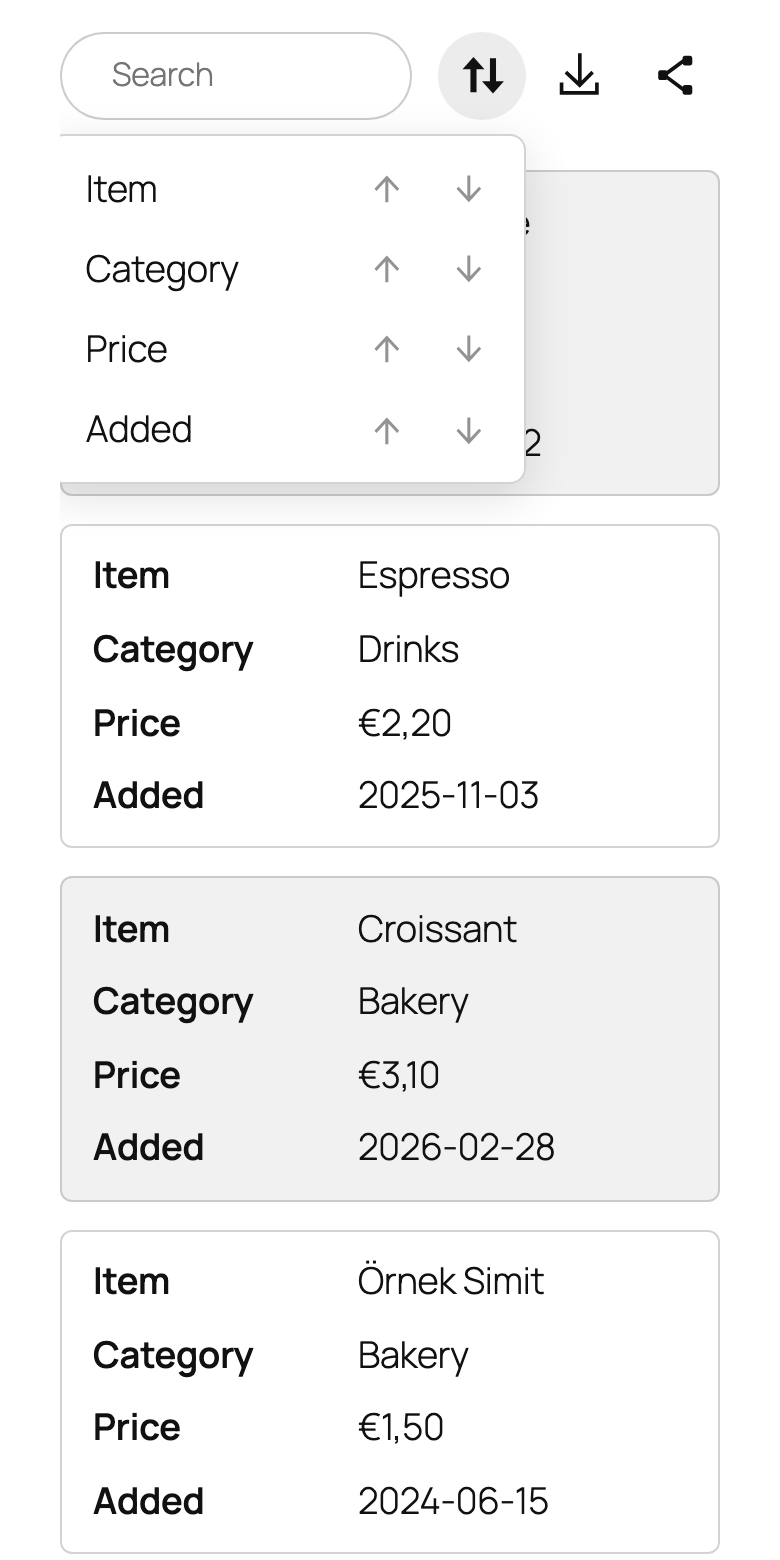 Search
Item
Category
Price
Added
Item Espresso
Category Drinks
Price €2,20
Added 2025-11-03
Item Croissant
Category Bakery
Price €3,10
Added 2026-02-28
Item Örnek Simit
Category Bakery
Price €1,50
Added 2024-06-15